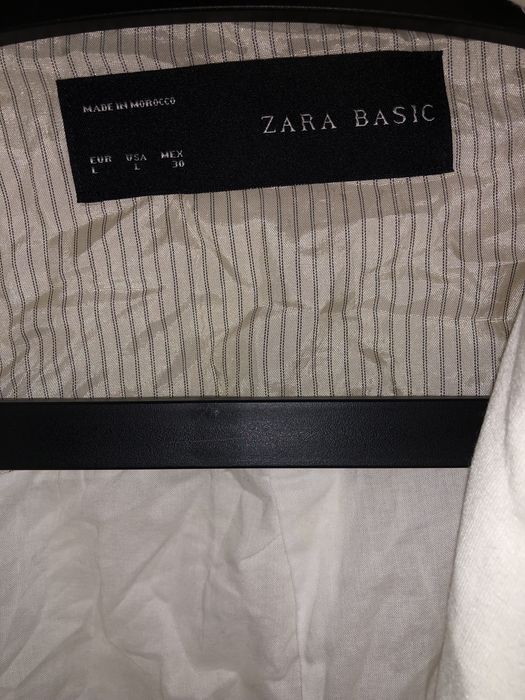 MADE IN MOROCCO
ZARA BASIC
EUR USA MEX
L L 30